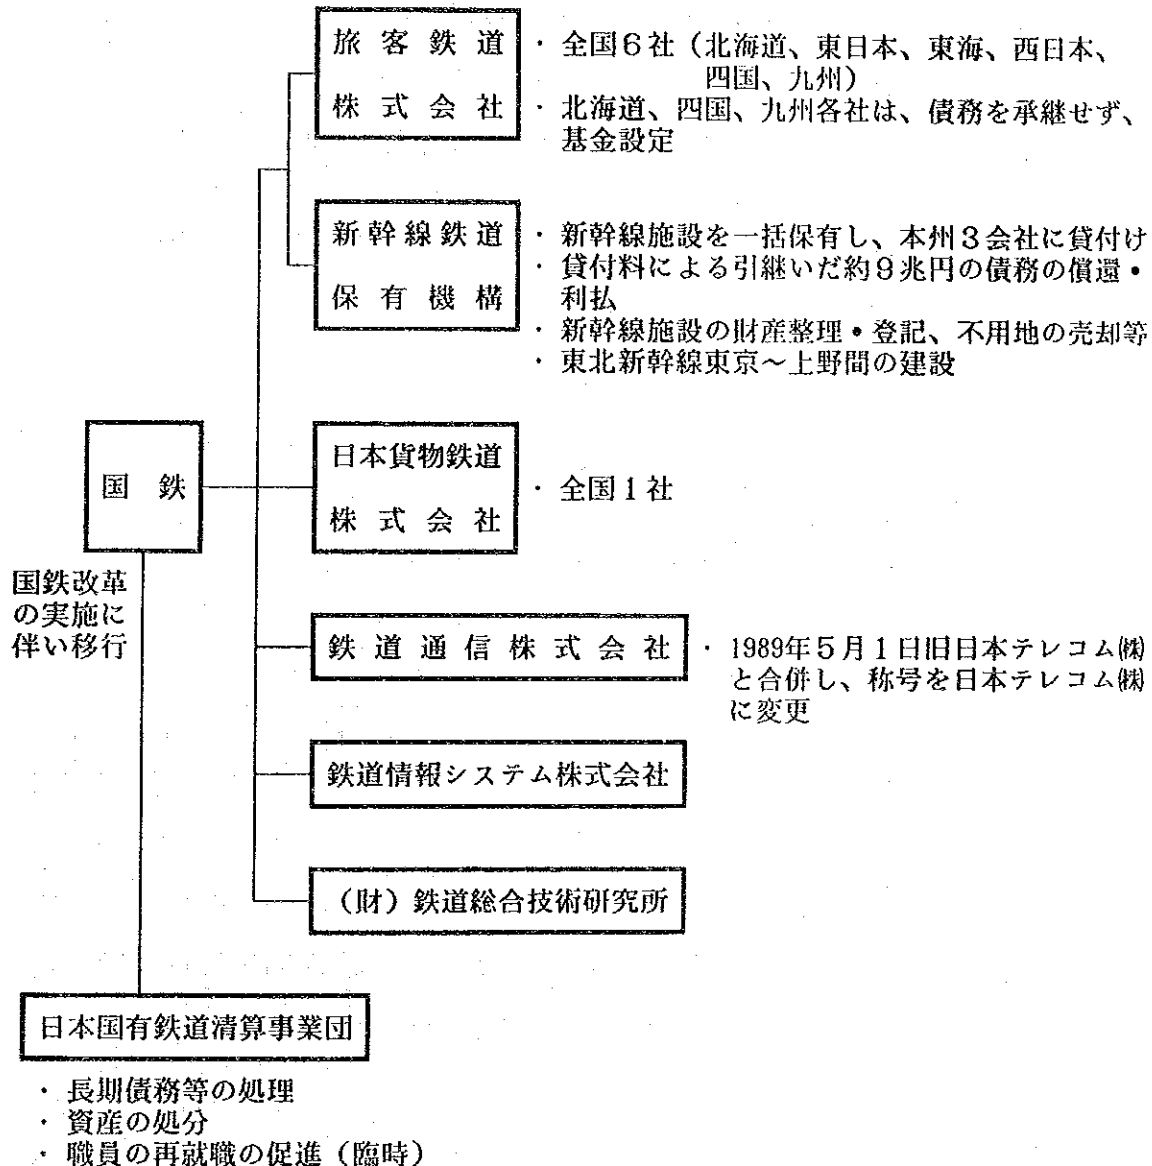 旅客鉄道
株式会社
・ 全国6社（北海道、東日本、東海、西日本、
四国、九州）
・ 北海道、四国、九州各社は、債務を承継せず、
基金設定
新幹線鉄道
保有機構
・ 新幹線施設を一括保有し、本州3会社に貸付け
・ 貸付料による引継いだ約9兆円の債務の償還・
利払
・ 新幹線施設の財産整理・登記、不用地の売却等
・ 東北新幹線東京～上野間の建設
国鉄
日本貨物鉄道
株式会社
・ 全国1社
国鉄改革
の実施に
伴い移行
鉄道通信株式会社
・ 1989年5月1日旧日本テレコム㈱
と合併し、称号を日本テレコム㈱
に変更
鉄道情報システム株式会社
（財）鉄道総合技術研究所
日本国有鉄道清算事業団
・ 長期債務等の処理
・ 資産の処分
・ 職員の再就職の促進（臨時）